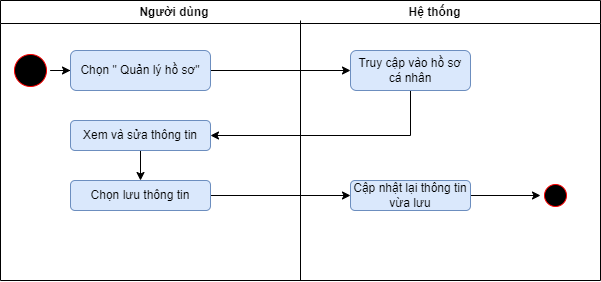 Người dùng
Hệ thống
Chọn " Quản lý hồ sơ"
Truy cập vào hồ sơ
cá nhân
Xem và sửa thông tin
Chọn lưu thông tin
Cập nhật lại thông tin
vừa lưu